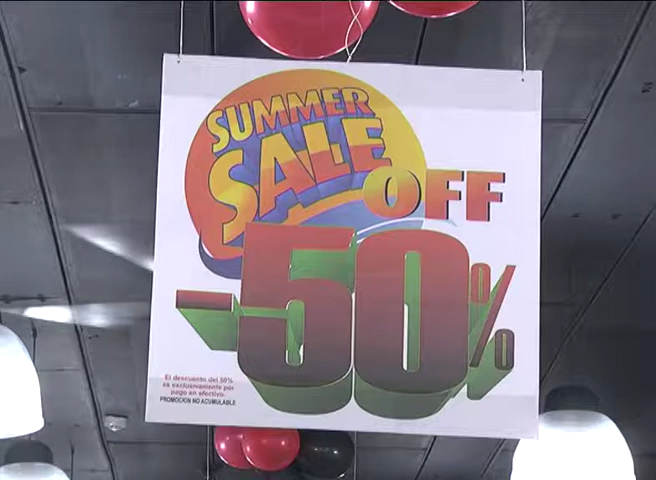 SUMMER
SALE
OFF
-50%
El descuento del 50%
es exclusivamente por
pago en efectivo.
PROMOCION NO ACUMULABLE